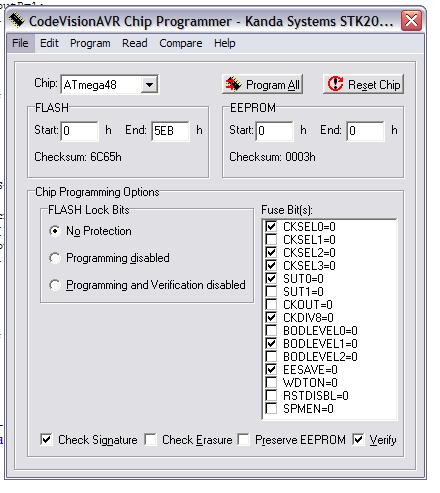 CodeVisionAVR Chip Programmer - Kanda Systems STK20...
File Edit Program Read Compare Help
Chip: ATmega48 Program All Reset Chip
FLASH EEPROM
Start: 0 h End: 5EB h Start: 0 h End: 0 h
Checksum: 6C65h Checksum: 0003h
Chip Programming Options
FLASH Lock Bits Fuse Bit(s):
No Protection
Programming disabled
Programming and Verification disabled
CKSEL0=0
CKSEL1=0
CKSEL2=0
CKSEL3=0
SUT0=0
SUT1=0
CKOUT=0
CKDIV8=0
BODLEVEL0=0
BODLEVEL1=0
BODLEVEL2=0
EESAVE=0
WDTON=0
RSTDISBL=0
SPMEN=0
Check Signature Check Erasure Preserve EEPROM Verify